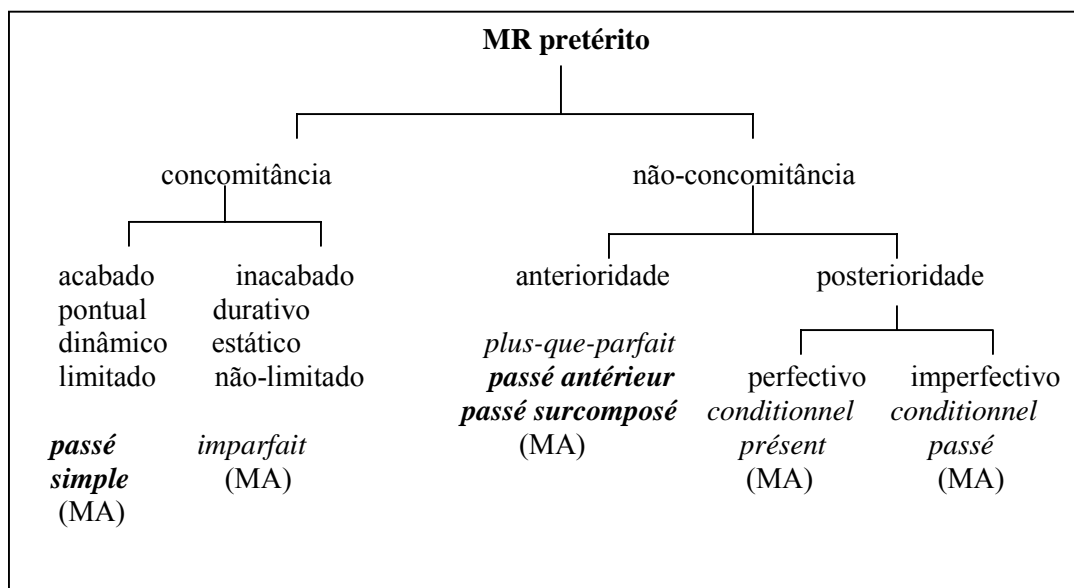 MR pretérito
concomitância não-concomitância
acabado inacabado anterioridade posterioridade
pontual durativo
dinâmico estático plus-que-parfait
limitado não-limitado passé antérieur perfectivo imperfectivo
passé surcomposé conditionnel conditionnel
passé imparfait (MA) présent passé
simple (MA) (MA) (MA)
(MA)